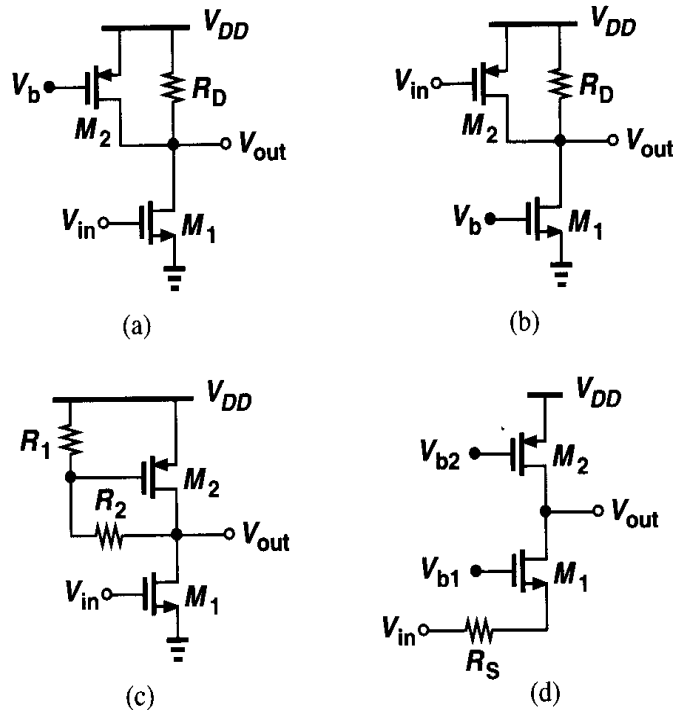 V_DD
V_b
R_D
M_2
V_out
V_in
M_1
(a)
V_DD
V_in
R_D
M_2
V_out
V_b
M_1
(b)
V_DD
R_1
M_2
R_2
V_out
V_in
M_1
(c)
V_DD
V_b2
M_2
V_out
V_b1
M_1
V_in
R_S
(d)